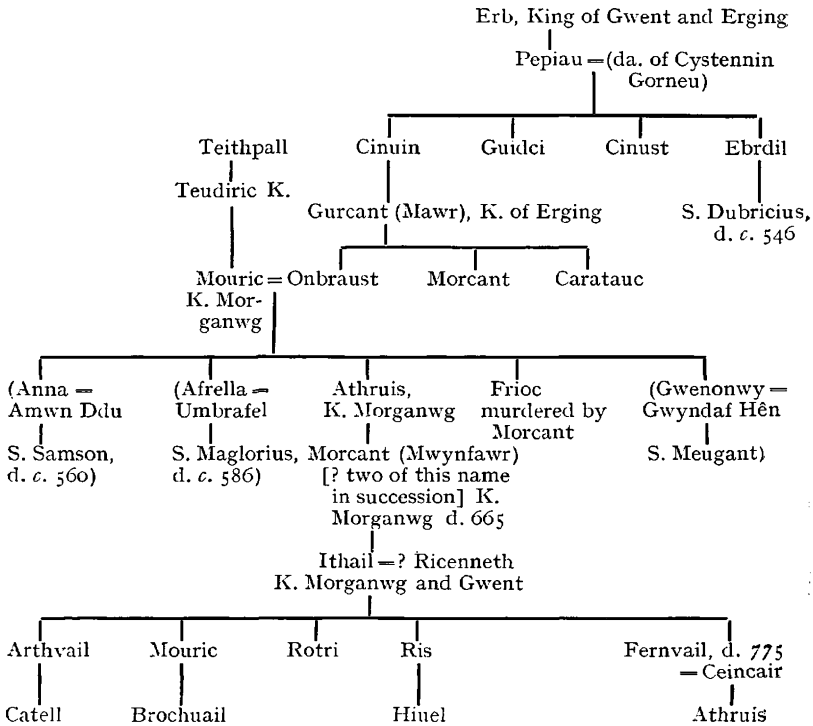 Erb, King of Gwent and Erging
Pepiau = (da. of Cystennin
Gorneu)
Teithpall
Cinuin
Guidci
Cinust
Ebrdil
Teudiric K.
Gurcant (Mawr), K. of Erging
S. Dubricius,
d. c. 546
Mouric = Onbraust
K. Mor-
ganwg
Morcant
Caratauc
(Anna =
Amwn Ddu
(Afrella =
Umbrafel
Athruis,
K. Morganwg
Frioc
murdered by
Morcant
(Gwenonwy =
Gwyndaf Hên
S. Samson,
d. c. 560)
S. Maglorius,
d. c. 586)
Morcant (Mwynfawr)
[? two of this name
in succession] K.
Morganwg d. 665
S. Meugant)
Ithail = ? Ricenneth
K. Morganwg and Gwent
Arthvail
Mouric
Rotri
Ris
Fernvail, d. 775
= Ceincair
Catell
Brochuail
Hiuel
Athruis